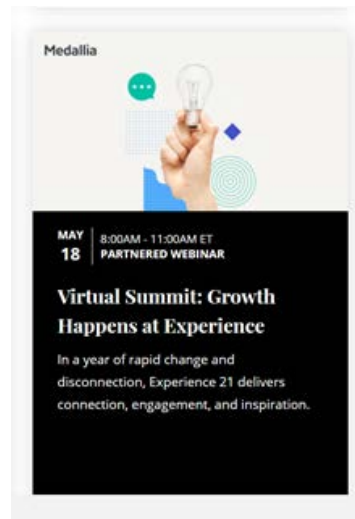 Medallia
MAY
18
8:00AM - 11:00AM ET
PARTNERED WEBINAR
Virtual Summit: Growth
Happens at Experience
In a year of rapid change and
disconnection, Experience 21 delivers
connection, engagement, and inspiration.